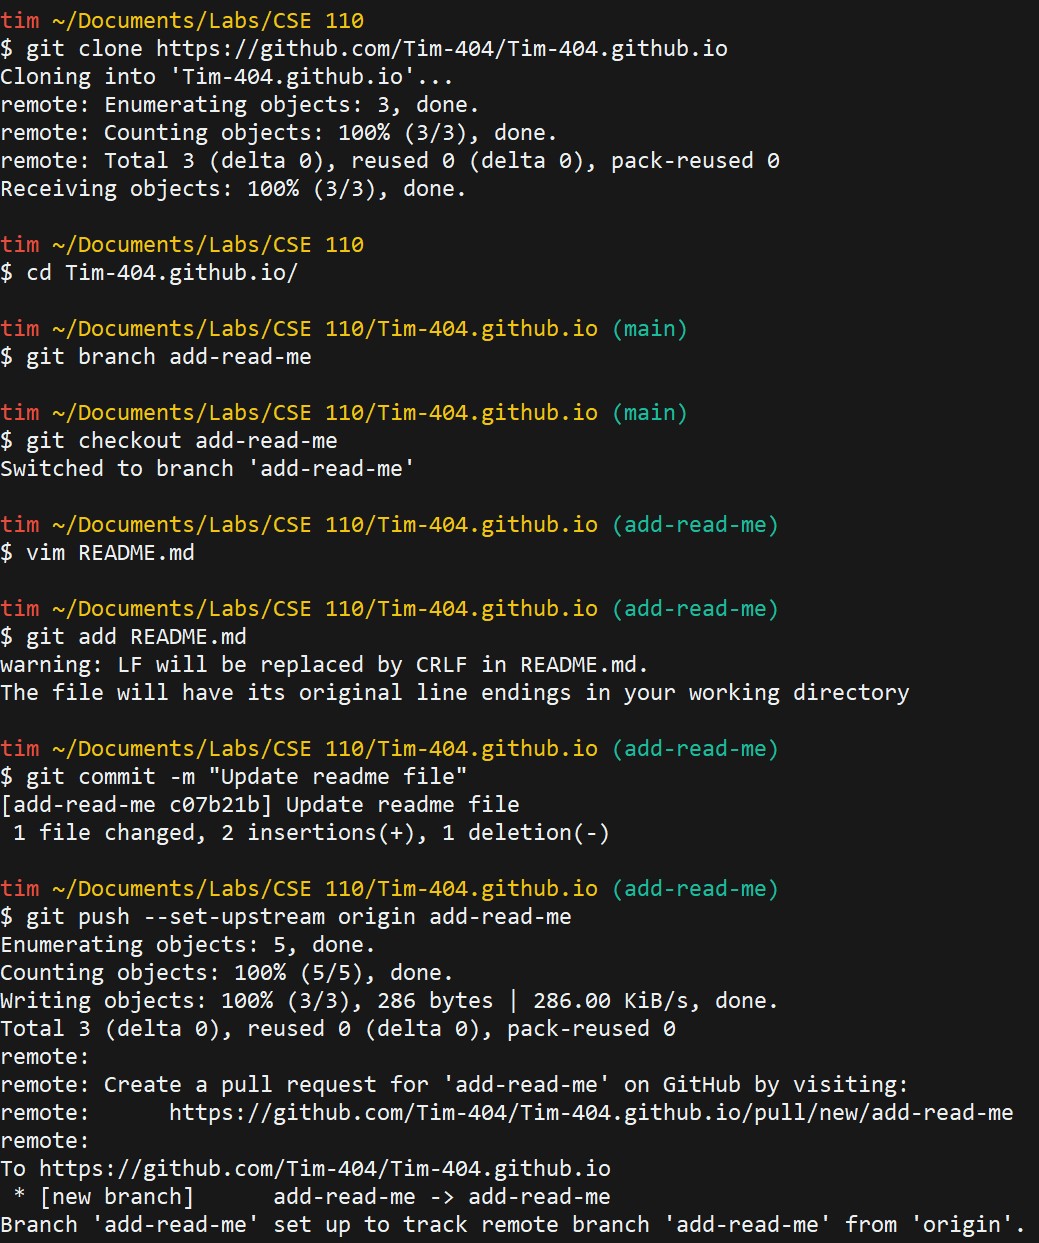 tim ~/Documents/Labs/CSE 110
$ git clone https://github.com/Tim-404/Tim-404.github.io
Cloning into 'Tim-404.github.io'...
remote: Enumerating objects: 3, done.
remote: Counting objects: 100% (3/3), done.
remote: Total 3 (delta 0), reused 0 (delta 0), pack-reused 0
Receiving objects: 100% (3/3), done.
tim ~/Documents/Labs/CSE 110
$ cd Tim-404.github.io/
tim ~/Documents/Labs/CSE 110/Tim-404.github.io (main)
$ git branch add-read-me
tim ~/Documents/Labs/CSE 110/Tim-404.github.io (main)
$ git checkout add-read-me
Switched to branch 'add-read-me'
tim ~/Documents/Labs/CSE 110/Tim-404.github.io (add-read-me)
$ vim README.md
tim ~/Documents/Labs/CSE 110/Tim-404.github.io (add-read-me)
$ git add README.md
warning: LF will be replaced by CRLF in README.md.
The file will have its original line endings in your working directory
tim ~/Documents/Labs/CSE 110/Tim-404.github.io (add-read-me)
$ git commit -m "Update readme file"
[add-read-me c07b21b] Update readme file
 1 file changed, 2 insertions(+), 1 deletion(-)
tim ~/Documents/Labs/CSE 110/Tim-404.github.io (add-read-me)
$ git push --set-upstream origin add-read-me
Enumerating objects: 5, done.
Counting objects: 100% (5/5), done.
Writing objects: 100% (3/3), 286 bytes | 286.00 KiB/s, done.
Total 3 (delta 0), reused 0 (delta 0), pack-reused 0
remote:
remote: Create a pull request for 'add-read-me' on GitHub by visiting:
remote:      https://github.com/Tim-404/Tim-404.github.io/pull/new/add-read-me
remote:
To https://github.com/Tim-404/Tim-404.github.io
 * [new branch]      add-read-me -> add-read-me
Branch 'add-read-me' set up to track remote branch 'add-read-me' from 'origin'.